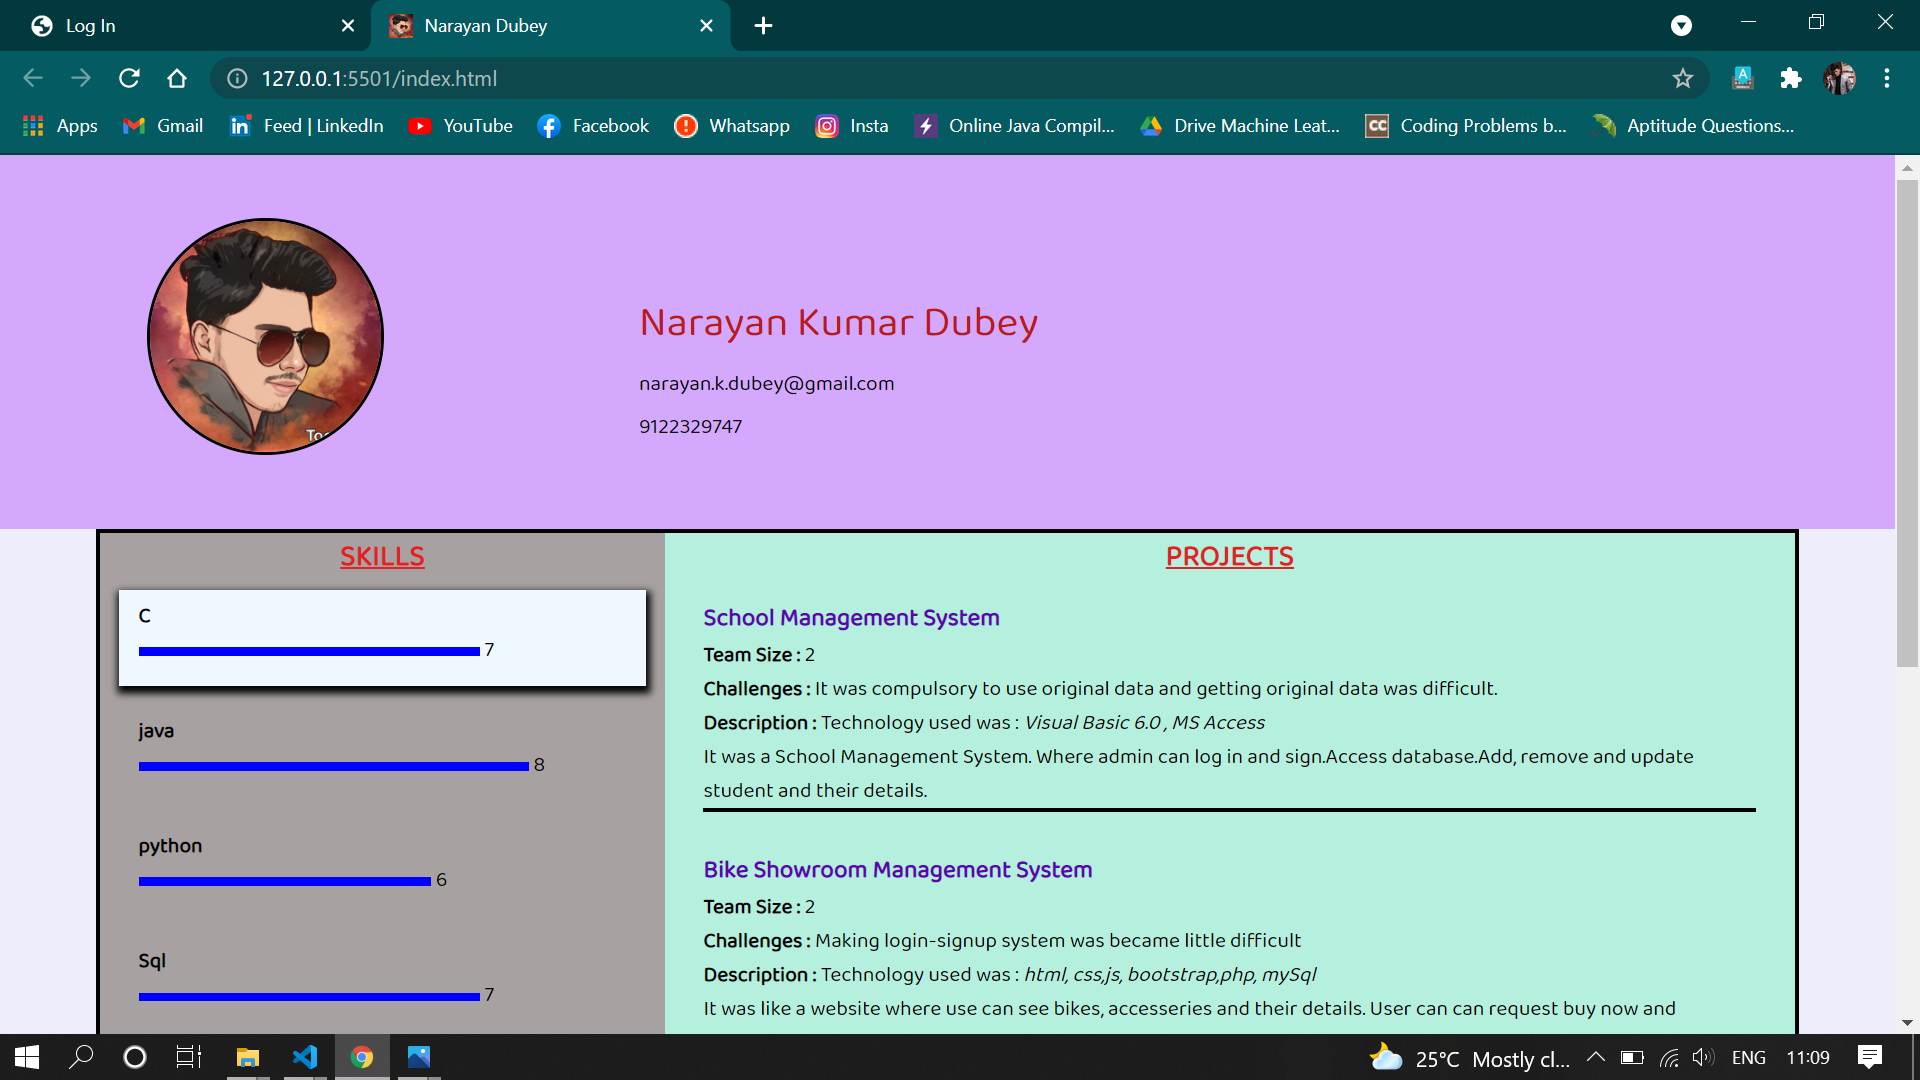 Log In
Narayan Dubey
127.0.0.1:5501/index.html
Apps
Gmail
Feed | LinkedIn
YouTube
Facebook
Whatsapp
Insta
Online Java Compil...
Drive Machine Leat...
Coding Problems b...
Aptitude Questions...
Narayan Kumar Dubey
narayan.k.dubey@gmail.com
9122329747
SKILLS
C
7
java
8
python
6
Sql
7
PROJECTS
School Management System
Team Size : 2
Challenges : It was compulsory to use original data and getting original data was difficult.
Description : Technology used was : Visual Basic 6.0 , MS Access
It was a School Management System. Where admin can log in and sign.Access database.Add, remove and update
student and their details.
Bike Showroom Management System
Team Size : 2
Challenges : Making login-signup system was became little difficult
Description : Technology used was : html, css,js, bootstrap,php, mySql
It was like a website where use can see bikes, accesseries and their details. User can can request buy now and
25°C Mostly cl...
ENG
11:09